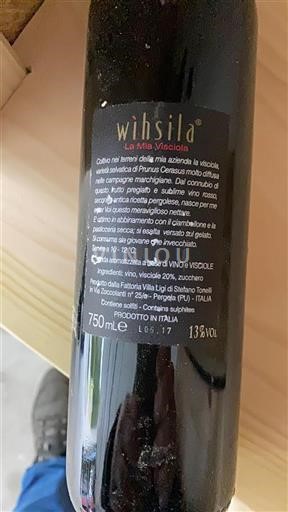 wihsila®
La Mia Visciola
Coltivo nei terreni della mia azienda la visciola,
varietà selvatica di Prunus Cerasus molto diffusa
nelle campagne marchigiane. Dal connubio di
questo frutto pregiato e sublime vino rosso,
secondo antica ricetta pergolese, nasce per me
e per Voi questo meraviglioso nettare.
È ottimo in abbinamento con il ciambellone e la
pasticceria secca; si esalta versato sul gelato.
Si consuma sia giovane che invecchiato.
Servire a 10 - 12
Bevanda aromatizzata a base di VINO e VISCIOLE
Ingredienti: vino, visciole 20%, zucchero
Prodotto dalla Fattoria Villa Ligi di Stefano Tonelli
in Via Zoccolanti n° 25/a - Pergola (PU) - ITALIA
Contiene solfiti - Contains sulphites
PRODOTTO IN ITALIA
750 mL e L06.17 13% VOL